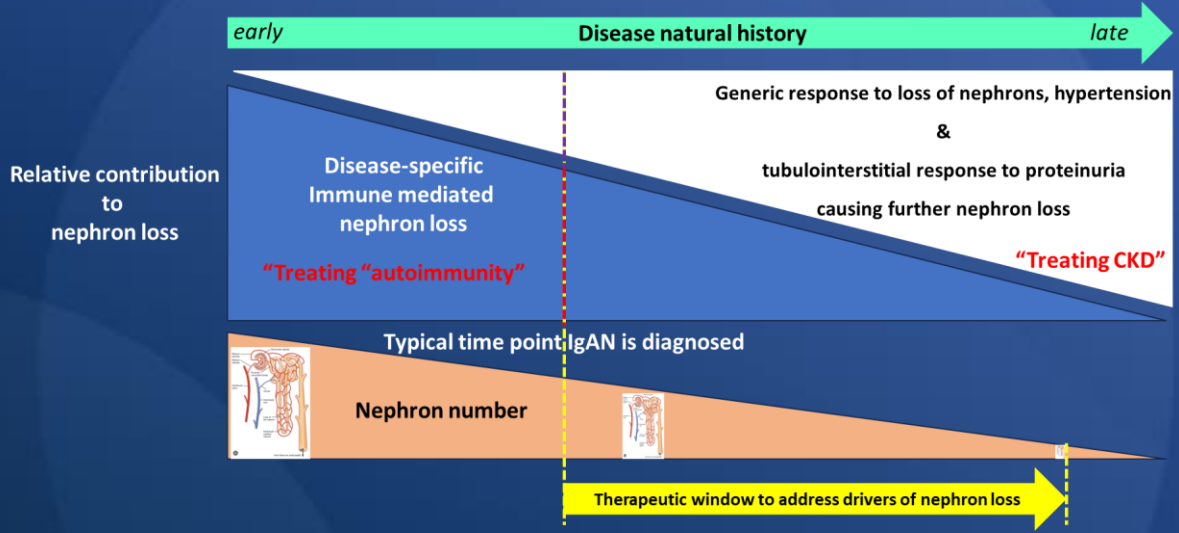 early Disease natural history late
Generic response to loss of nephrons, hypertension
&
tubulointerstitial response to proteinuria
causing further nephron loss
"Treating CKD"
Relative contribution
to
nephron loss
Disease-specific
Immune mediated
nephron loss
"Treating "autoimmunity"
Typical time point IgAN is diagnosed
Nephron number
Therapeutic window to address drivers of nephron loss